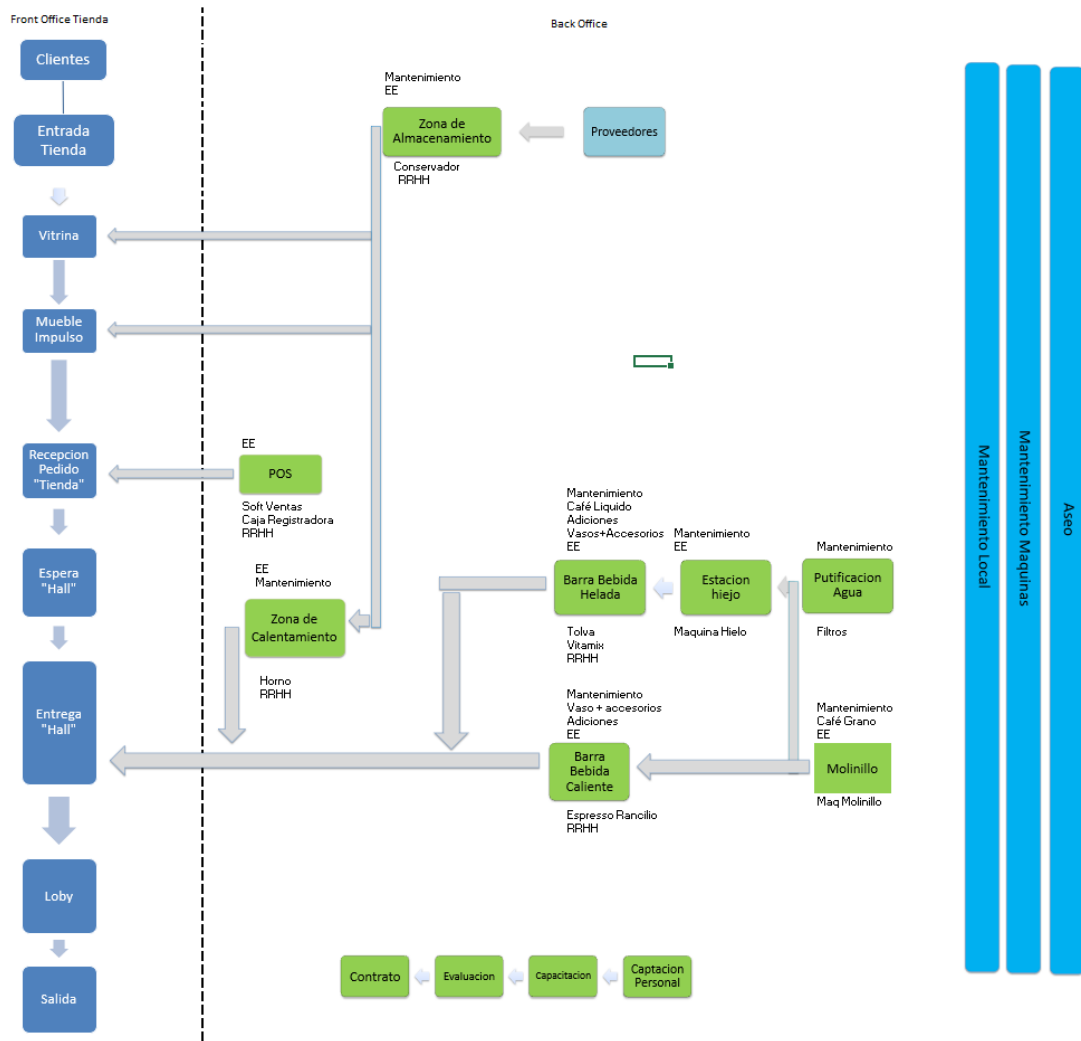 Front Office Tienda
Back Office
Clientes
Entrada
Tienda
Vitrina
Mueble
Impulso
Recepcion
Pedido
"Tienda"
Espera
"Hall"
Entrega
"Hall"
Loby
Salida
Mantenimiento
EE
Zona de
Almacenamiento
Conservador
RRHH
Proveedores
EE
POS
Soft Ventas
Caja Registradora
RRHH
EE
Mantenimiento
Zona de
Calentamiento
Horno
RRHH
Mantenimiento
Café Liquido
Adiciones
Vasos+Accesorios
EE
Barra Bebida
Helada
Tolva
Vitamix
RRHH
Mantenimiento
EE
Estacion
hiejo
Maquina Hielo
Mantenimiento
Putificacion
Agua
Filtros
Mantenimiento
Vaso + accesorios
Adiciones
EE
Barra
Bebida
Caliente
Espresso Rancilio
RRHH
Mantenimiento
Café Grano
EE
Molinillo
Maq Molinillo
Contrato
Evaluacion
Capacitacion
Captacion
Personal
Mantenimiento Local
Mantenimiento Maquinas
Aseo